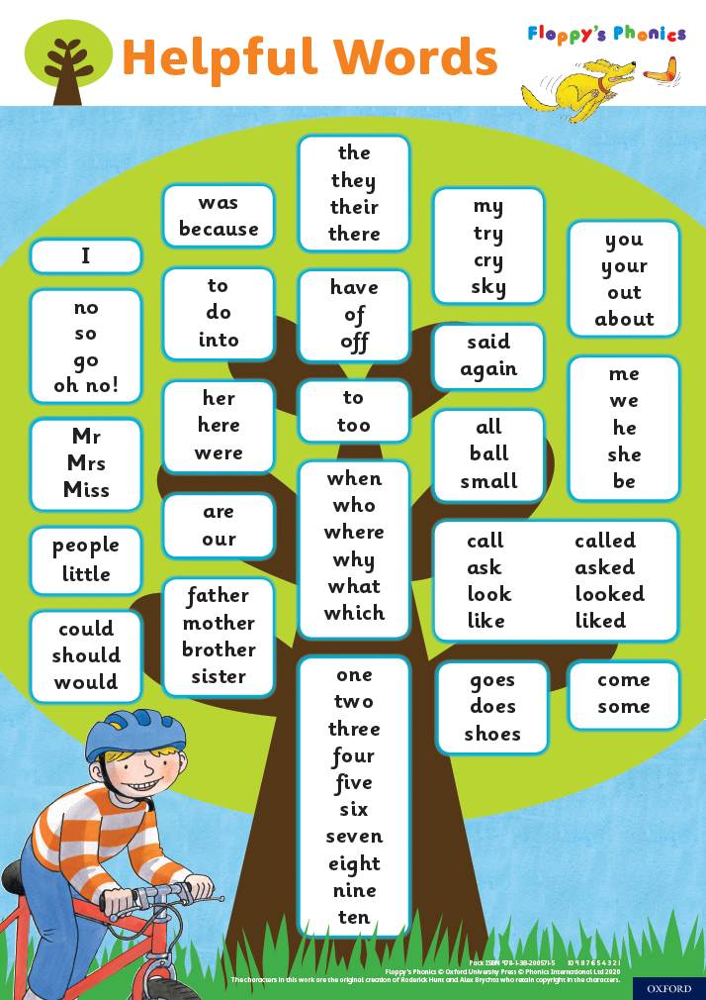 Helpful Words
Floppy's Phonics
I
no
so
go
oh no!
Mr
Mrs
Miss
people
little
could
should
would
was
because
to
do
into
her
here
were
are
our
father
mother
brother
sister
the
they
their
there
have
of
off
to
too
when
who
where
why
what
which
one
two
three
four
five
six
seven
eight
nine
ten
my
try
cry
sky
said
again
all
ball
small
you
your
out
about
me
we
he
she
be
call called
ask asked
look looked
like liked
goes
does
shoes
come
some
Pack ISBN 978-1-38-200571-5 10 9 8 7 6 5 4 3 2 1
Floppy's Phonics © Oxford University Press © Phonics International Ltd 2020
The characters in this work are the original creation of Roderick Hunt and Alex Brychta who retain copyright in the characters.
OXFORD